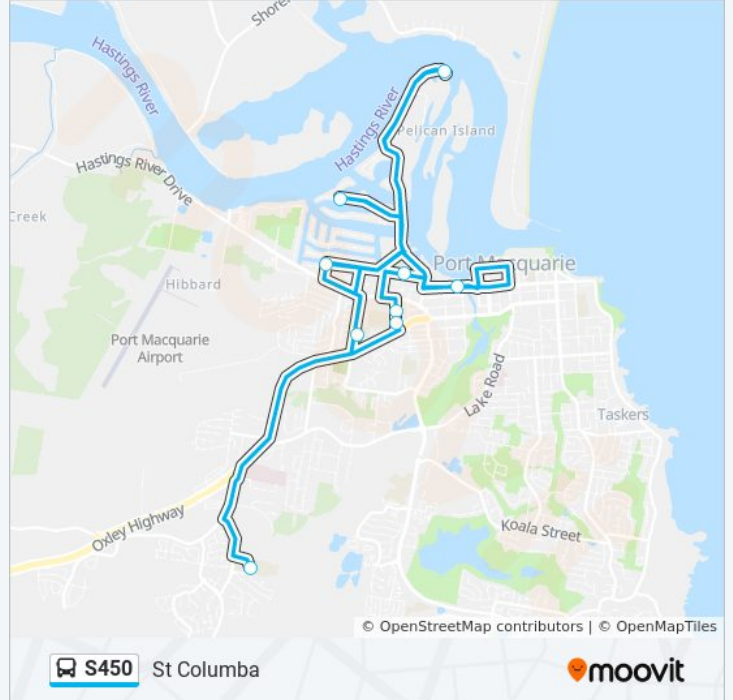 Shore
Hastings River
Hastings River
Pelican Island
Hastings River Drive
Creek
Port Macquarie
Hibbard
Port Macquarie
Airport
Lake Road
Taskers
Koala Street
Oxley Highway
© OpenStreetMap contributors | © OpenMapTiles
S450 St Columba
moovit